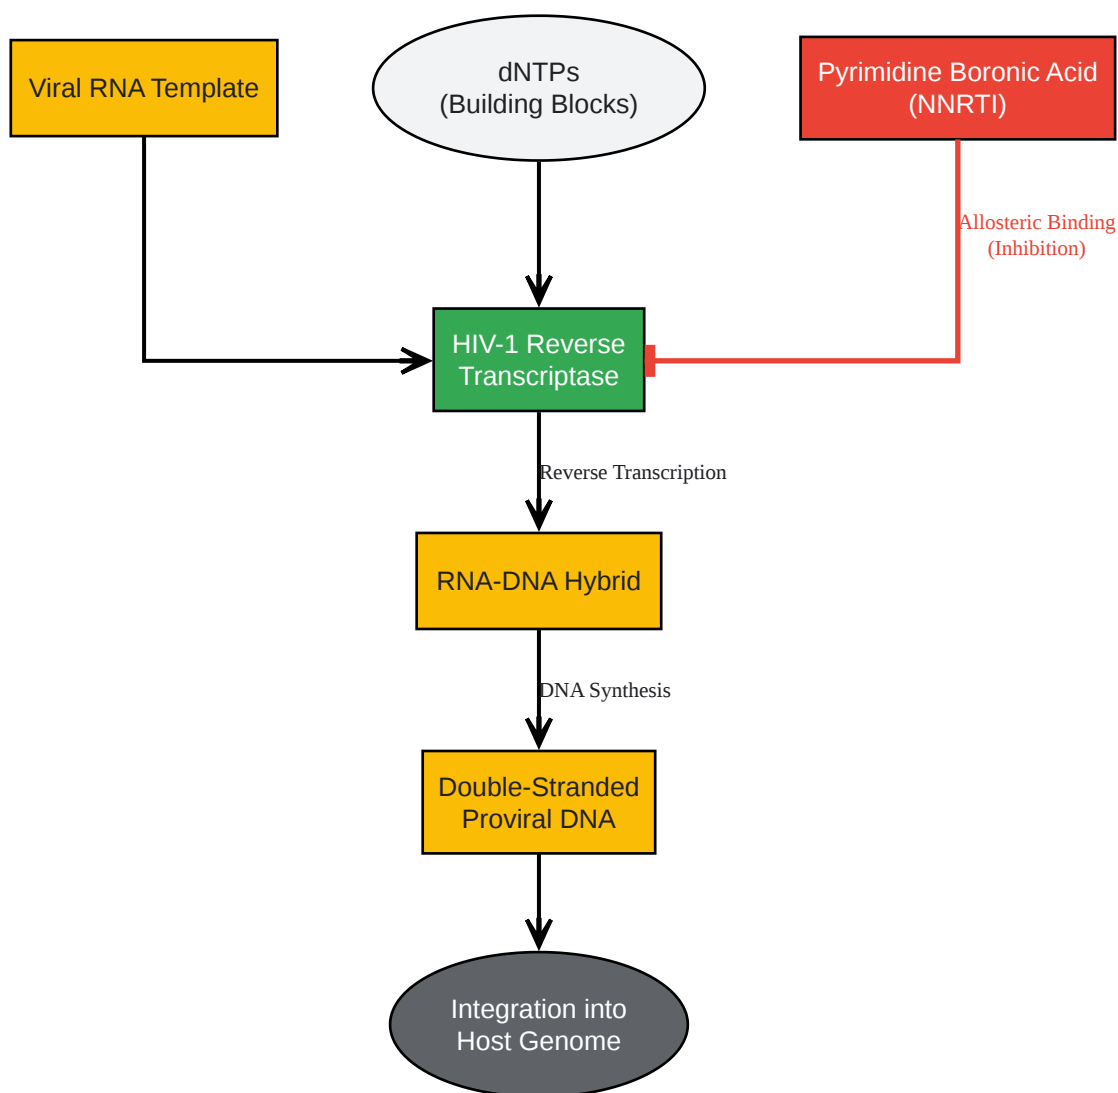 Viral RNA Template
dNTPs
(Building Blocks)
Pyrimidine Boronic Acid
(NNRTI)
Allosteric Binding
(Inhibition)
HIV-1 Reverse
Transcriptase
Reverse Transcription
RNA-DNA Hybrid
DNA Synthesis
Double-Stranded
Proviral DNA
Integration into
Host Genome